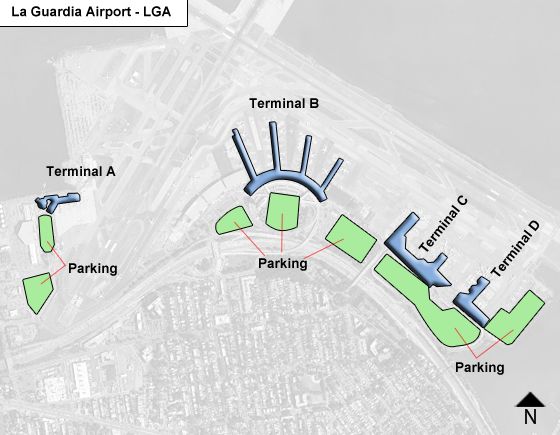 La Guardia Airport - LGA
Terminal B
Terminal A
Terminal C
Terminal D
Parking
Parking
Parking
N